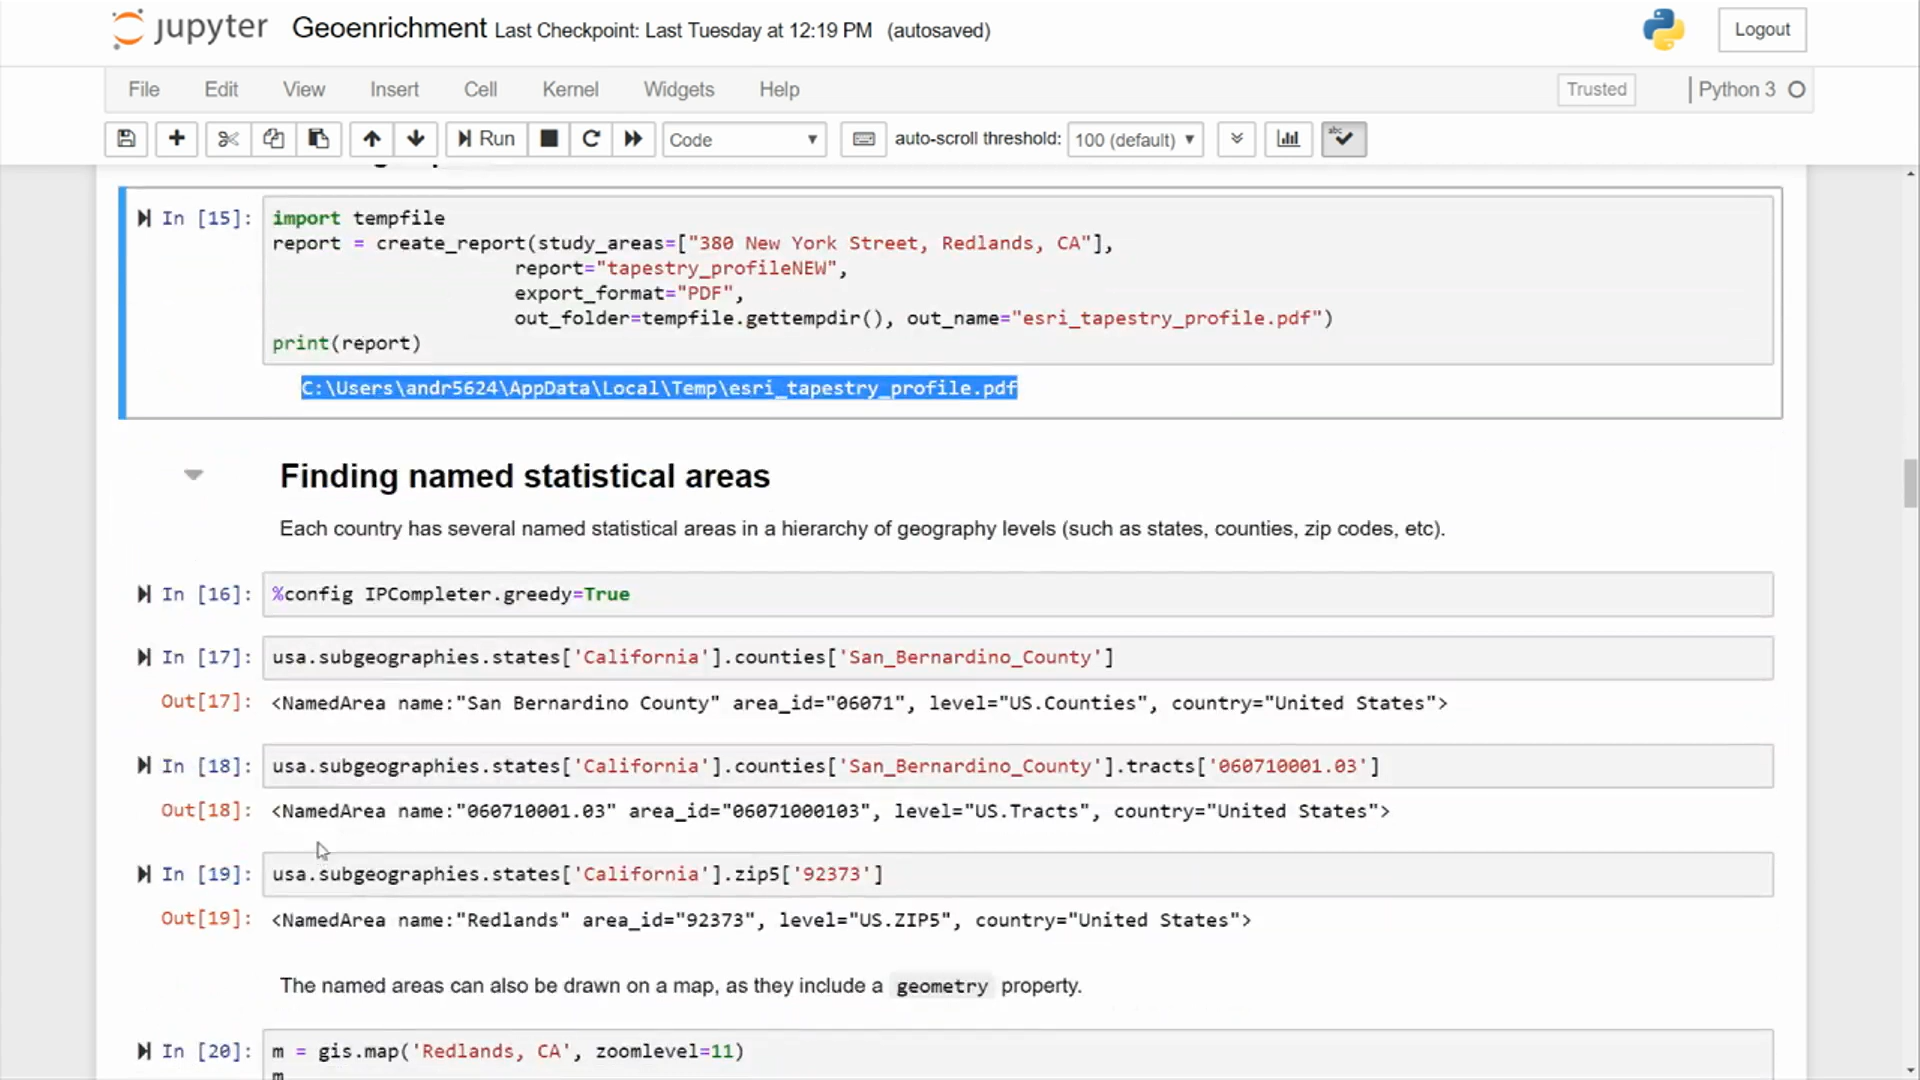 jupyter Geoenrichment Last Checkpoint: Last Tuesday at 12:19 PM (autosaved) Logout
File Edit View Insert Cell Kernel Widgets Help Trusted Python 3
Run Code auto-scroll threshold: 100 (default)
In [15]: import tempfile
report = create_report(study_areas=["380 New York Street, Redlands, CA"],
report="tapestry_profileNEW",
export_format="PDF",
out_folder=tempfile.gettempdir(), out_name="esri_tapestry_profile.pdf")
print(report)
C:\Users\andr5624\AppData\Local\Temp\esri_tapestry_profile.pdf
Finding named statistical areas
Each country has several named statistical areas in a hierarchy of geography levels (such as states, counties, zip codes, etc).
In [16]: %config IPCompleter.greedy=True
In [17]: usa.subgeographies.states['California'].counties['San_Bernardino_County']
Out[17]: <NamedArea name:"San Bernardino County" area_id="06071", level="US.Counties", country="United States">
In [18]: usa.subgeographies.states['California'].counties['San_Bernardino_County'].tracts['060710001.03']
Out[18]: <NamedArea name:"060710001.03" area_id="06071000103", level="US.Tracts", country="United States">
In [19]: usa.subgeographies.states['California'].zip5['92373']
Out[19]: <NamedArea name:"Redlands" area_id="92373", level="US.ZIP5", country="United States">
The named areas can also be drawn on a map, as they include a geometry property.
In [20]: m = gis.map('Redlands, CA', zoomlevel=11)
m